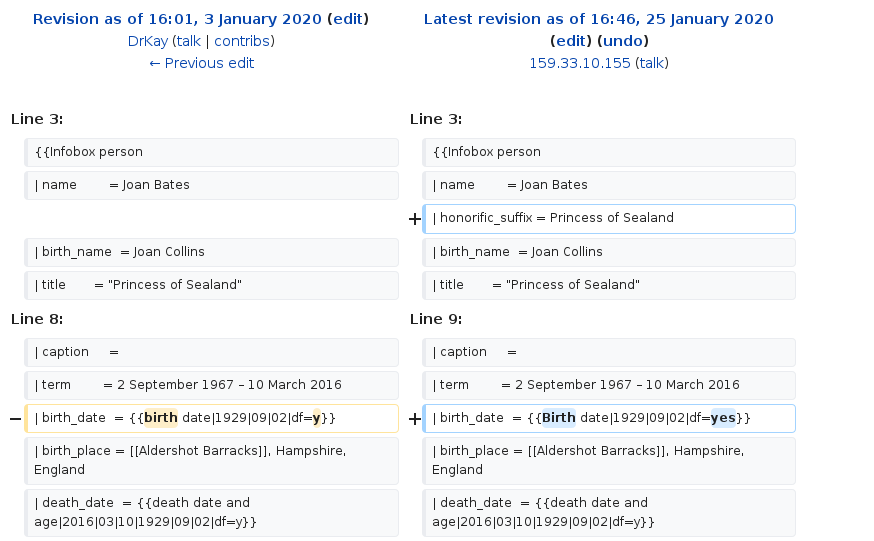 Revision as of 16:01, 3 January 2020 (edit)
DrKay (talk | contribs)
← Previous edit
Latest revision as of 16:46, 25 January 2020
(edit) (undo)
159.33.10.155 (talk)
Line 3:
Line 3:
{{Infobox person
{{Infobox person
| name = Joan Bates
| name = Joan Bates
+ | honorific_suffix = Princess of Sealand
| birth_name = Joan Collins
| birth_name = Joan Collins
| title = "Princess of Sealand"
| title = "Princess of Sealand"
Line 8:
Line 9:
| caption =
| caption =
| term = 2 September 1967 – 10 March 2016
| term = 2 September 1967 – 10 March 2016
− | birth_date = {{birth date|1929|09|02|df=y}}
+ | birth_date = {{Birth date|1929|09|02|df=yes}}
| birth_place = [[Aldershot Barracks]], Hampshire,
England
| birth_place = [[Aldershot Barracks]], Hampshire,
England
| death_date = {{death date and
age|2016|03|10|1929|09|02|df=y}}
| death_date = {{death date and
age|2016|03|10|1929|09|02|df=y}}